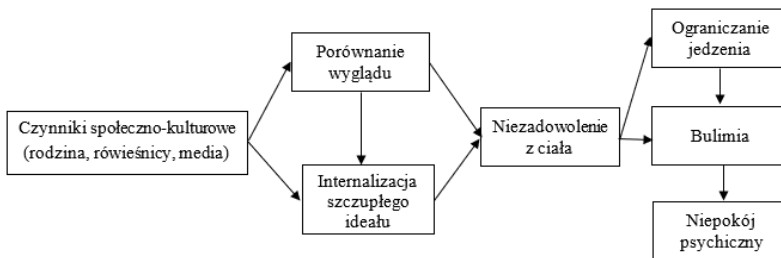 Czynniki społeczno-kulturowe
(rodzina, rówieśnicy, media)
Porównanie
wyglądu
Internalizacja
szczupłego
ideału
Niezadowolenie
z ciała
Ograniczanie
jedzenia
Bulimia
Niepokój
psychiczny